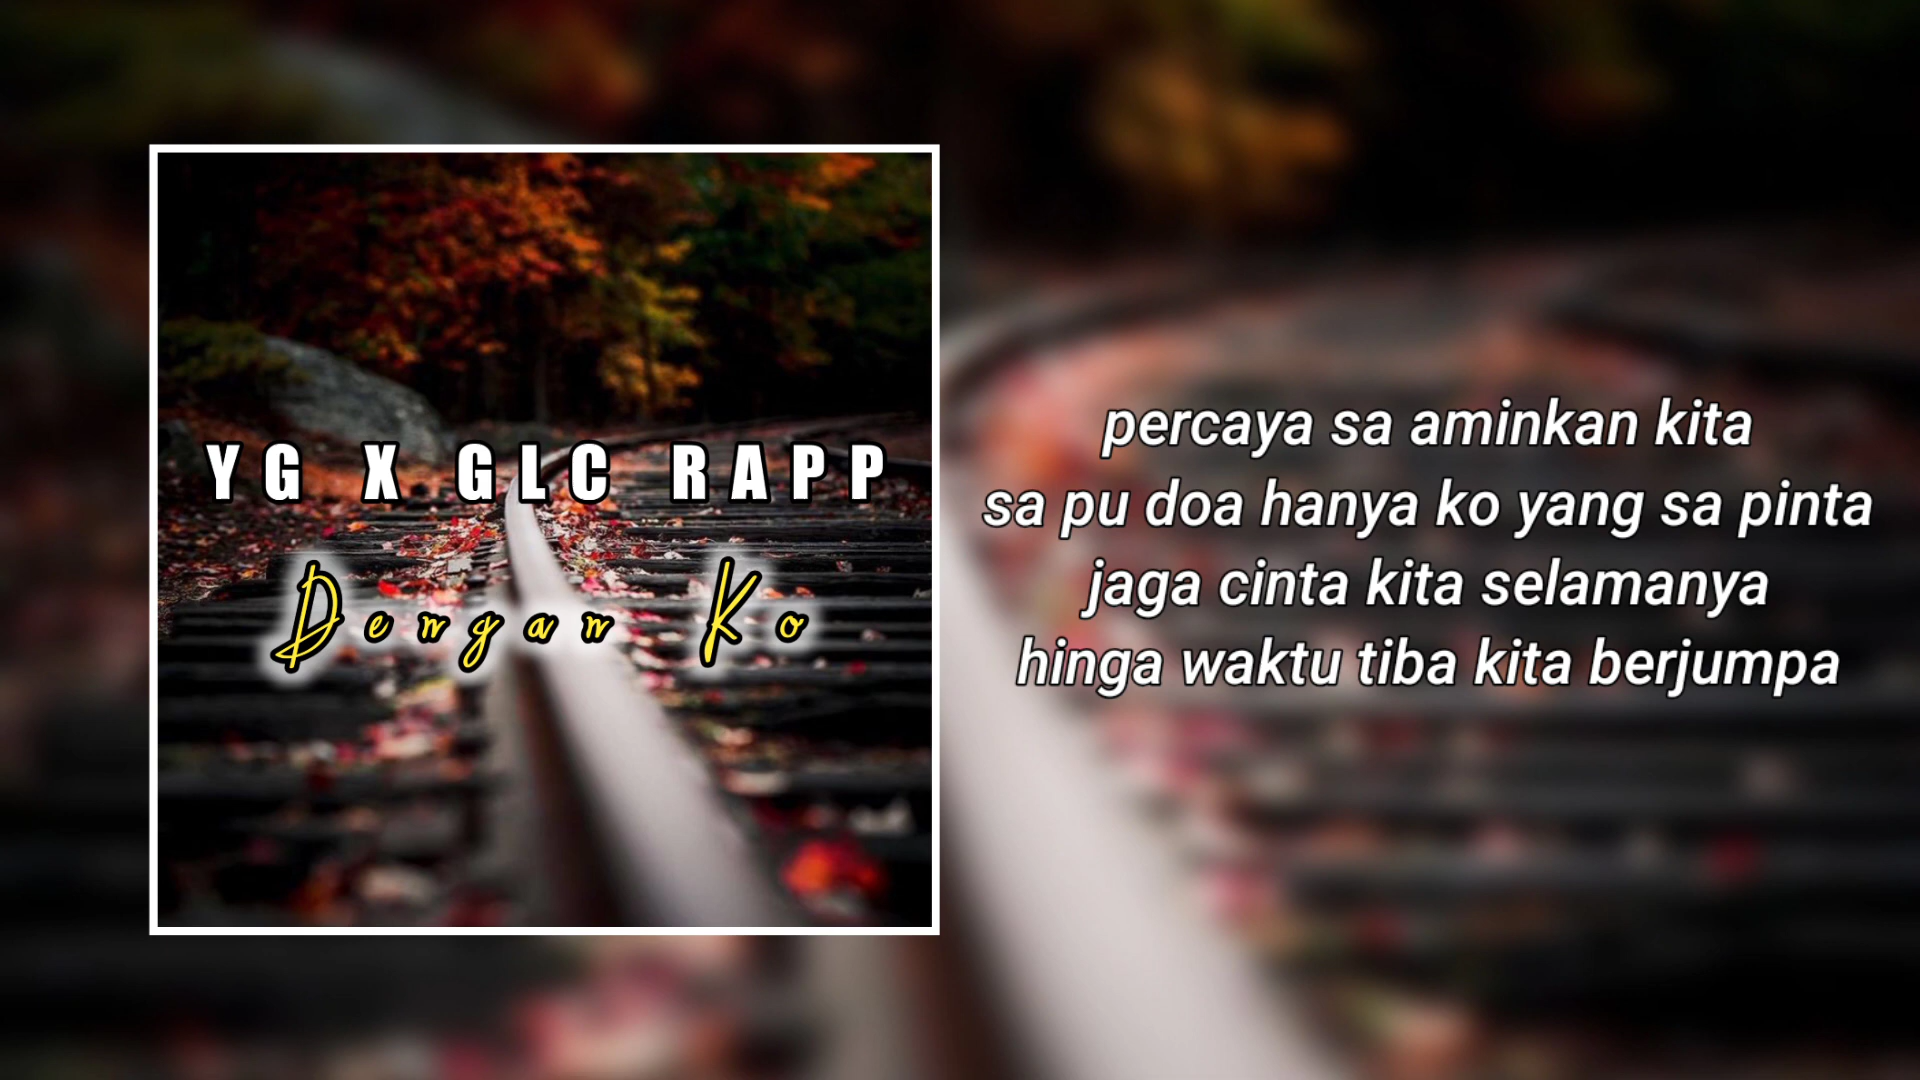 YG X GLC RAPP
Dengan Ko
percaya sa aminkan kita
sa pu doa hanya ko yang sa pinta
jaga cinta kita selamanya
hinga waktu tiba kita berjumpa